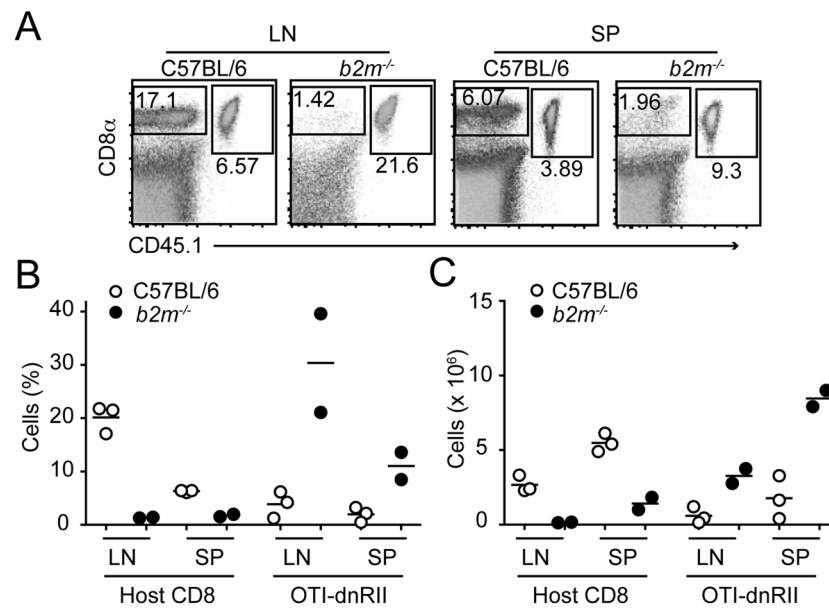 A
LN SP
C57BL/6 b2m-/- C57BL/6 b2m-/-
CD8α
17.1 6.57 1.42 21.6 6.07 3.89 1.96 9.3
CD45.1
B
C57BL/6
b2m-/-
Cells (%)
40
30
20
10
0
LN SP LN SP
Host CD8 OTI-dnRII
C
C57BL/6
b2m-/-
Cells (x 10⁶)
15
10
5
0
LN SP LN SP
Host CD8 OTI-dnRII